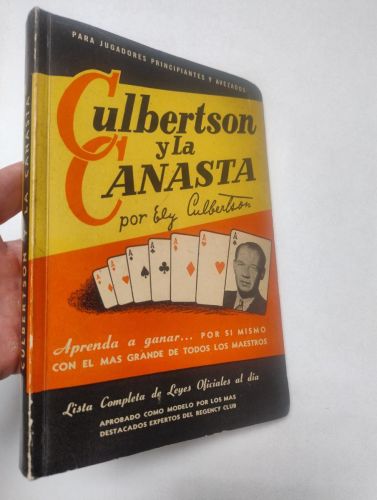 PARA JUGADORES PRINCIPIANTES Y AVEZADOS
Culbertson
y la
CANASTA
por Ely Culbertson
A
A
A
A
A
A
A
Aprenda a ganar... POR SI MISMO
CON EL MAS GRANDE DE TODOS LOS MAESTROS
Lista Completa de Leyes Oficiales al día
APROBADO COMO MODELO POR LOS MAS
DESTACADOS EXPERTOS DEL REGENCY CLUB
CULBERTSON Y LA CANASTA